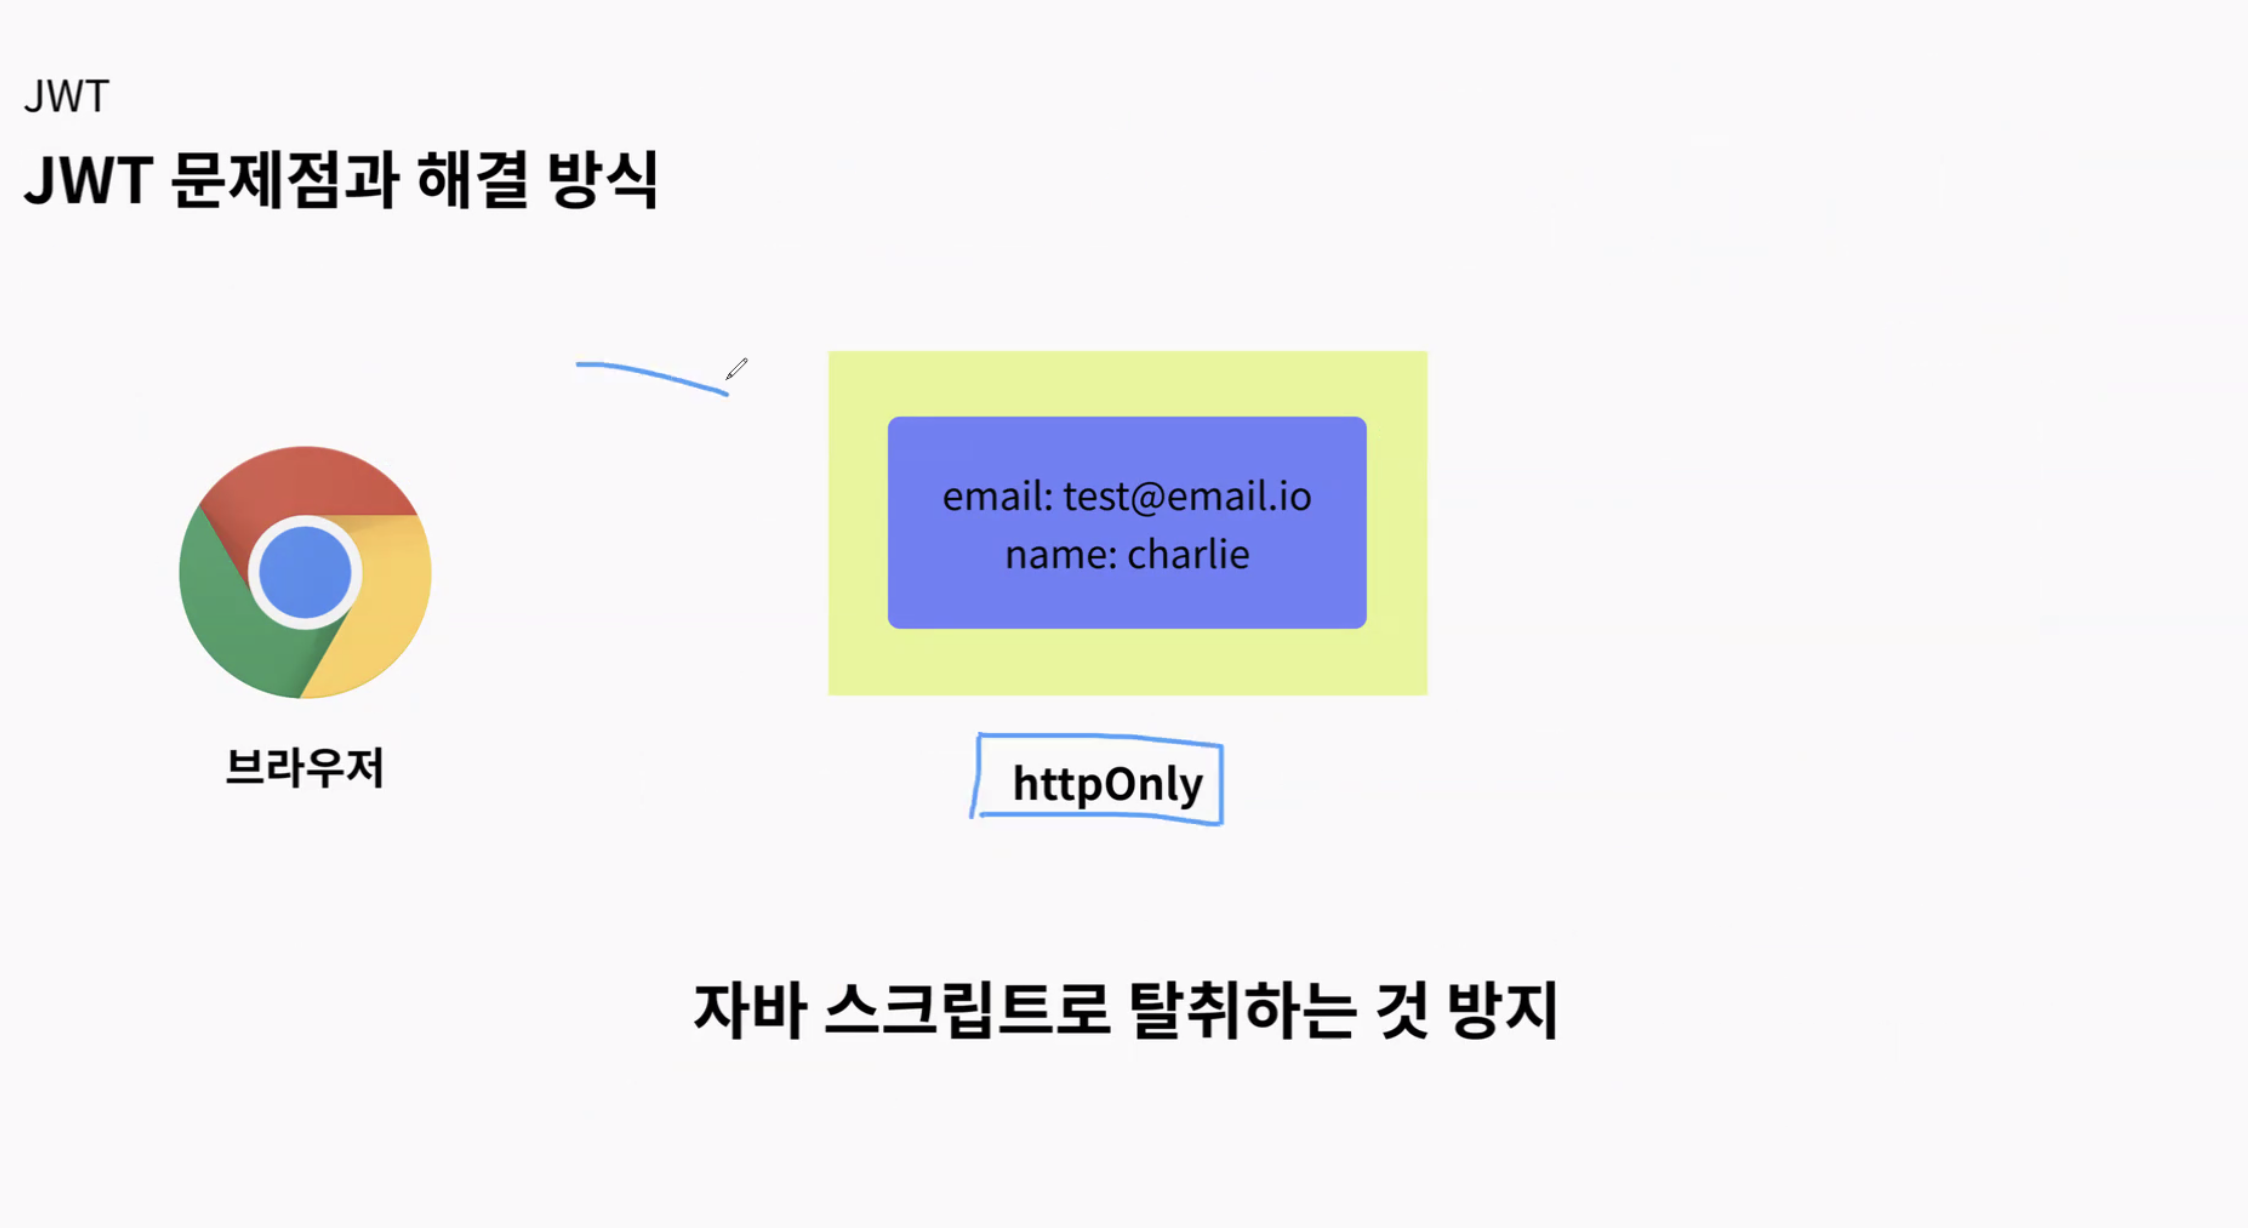 JWT
JWT 문제점과 해결 방식
email: test@email.io
name: charlie
브라우저
httpOnly
자바 스크립트로 탈취하는 것 방지